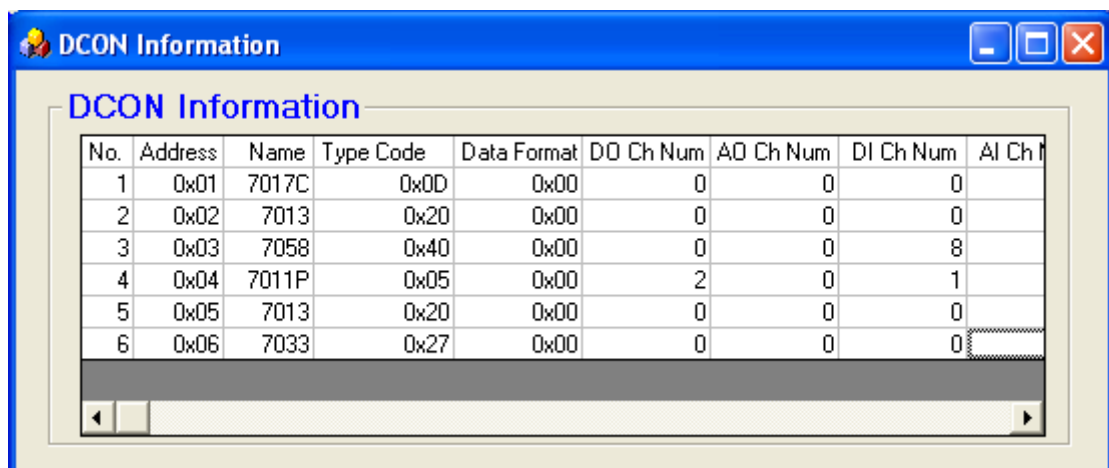 DCON Information
DCON Information
No. Address Name Type Code Data Format DO Ch Num AO Ch Num DI Ch Num AI Ch
1 0x01 7017C 0x0D 0x00 0 0 0
2 0x02 7013 0x20 0x00 0 0 0
3 0x03 7058 0x40 0x00 0 0 8
4 0x04 7011P 0x05 0x00 2 0 1
5 0x05 7013 0x20 0x00 0 0 0
6 0x06 7033 0x27 0x00 0 0 0